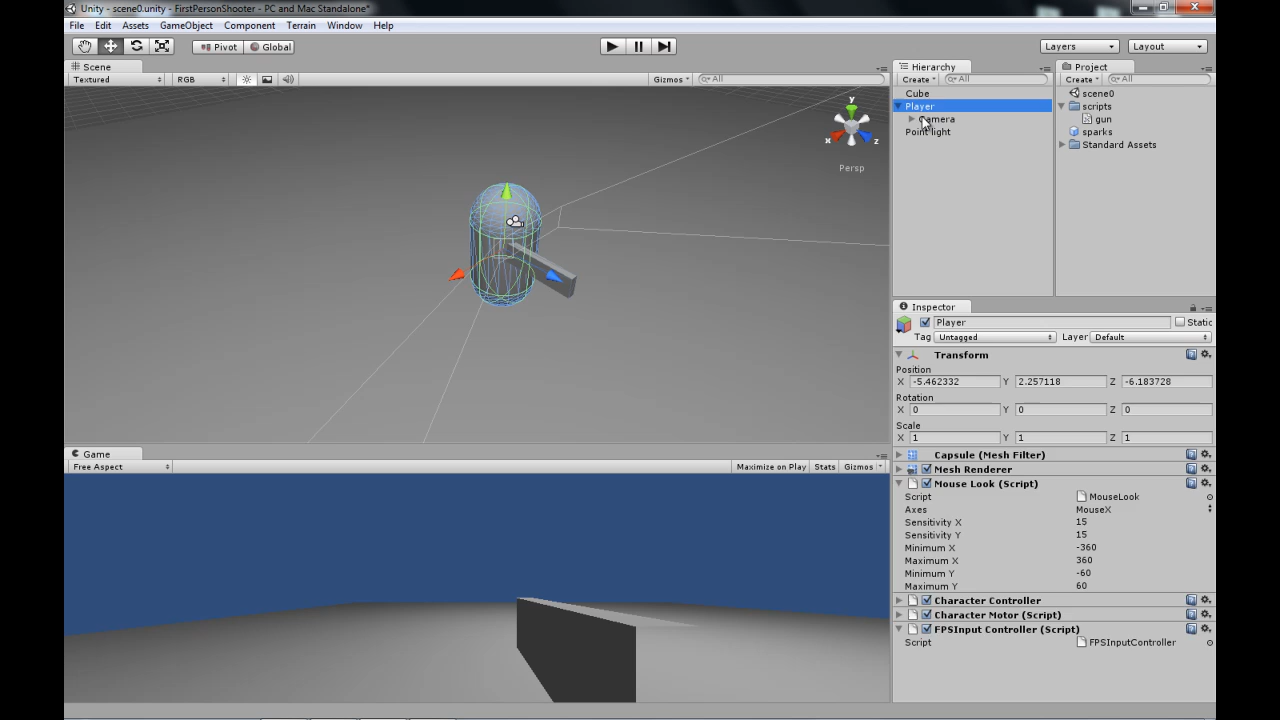 Unity - scene0.unity - FirstPersonShooter - PC and Mac Standalone*
File Edit Assets GameObject Component Terrain Window Help
Pivot Global Layers Layout
Scene
Textured RGB Gizmos All
y
x z
Persp
Hierarchy
Create All
Cube
Player
Camera
Point light
Project
Create All
scene0
scripts
gun
sparks
Standard Assets
Game
Free Aspect Maximize on Play Stats Gizmos
Inspector
Player Static
Tag Untagged Layer Default
Transform
Position
X -5.462332 Y 2.257118 Z -6.183728
Rotation
X 0 Y 0 Z 0
Scale
X 1 Y 1 Z 1
Capsule (Mesh Filter)
Mesh Renderer
Mouse Look (Script)
Script MouseLook
Axes MouseX
Sensitivity X 15
Sensitivity Y 15
Minimum X -360
Maximum X 360
Minimum Y -60
Maximum Y 60
Character Controller
Character Motor (Script)
FPSInput Controller (Script)
Script FPSInputController